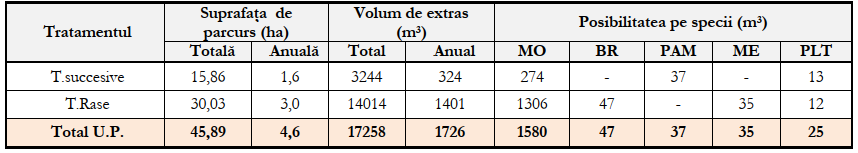 Tratamentul Suprafața de parcurs (ha) Volum de extras (m³) Posibilitatea pe specii (m³)
Totală Anuală Total Anual MO BR PAM ME PLT
T.succesive 15,86 1,6 3244 324 274 - 37 - 13
T.Rase 30,03 3,0 14014 1401 1306 47 - 35 12
Total U.P. 45,89 4,6 17258 1726 1580 47 37 35 25